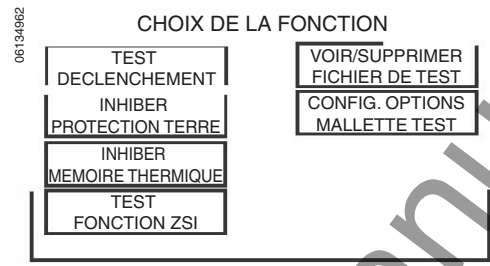 06134962
CHOIX DE LA FONCTION
TEST
DECLENCHEMENT
INHIBER
PROTECTION TERRE
INHIBER
MEMOIRE THERMIQUE
TEST
FONCTION ZSI
VOIR/SUPPRIMER
FICHIER DE TEST
CONFIG. OPTIONS
MALLETTE TEST